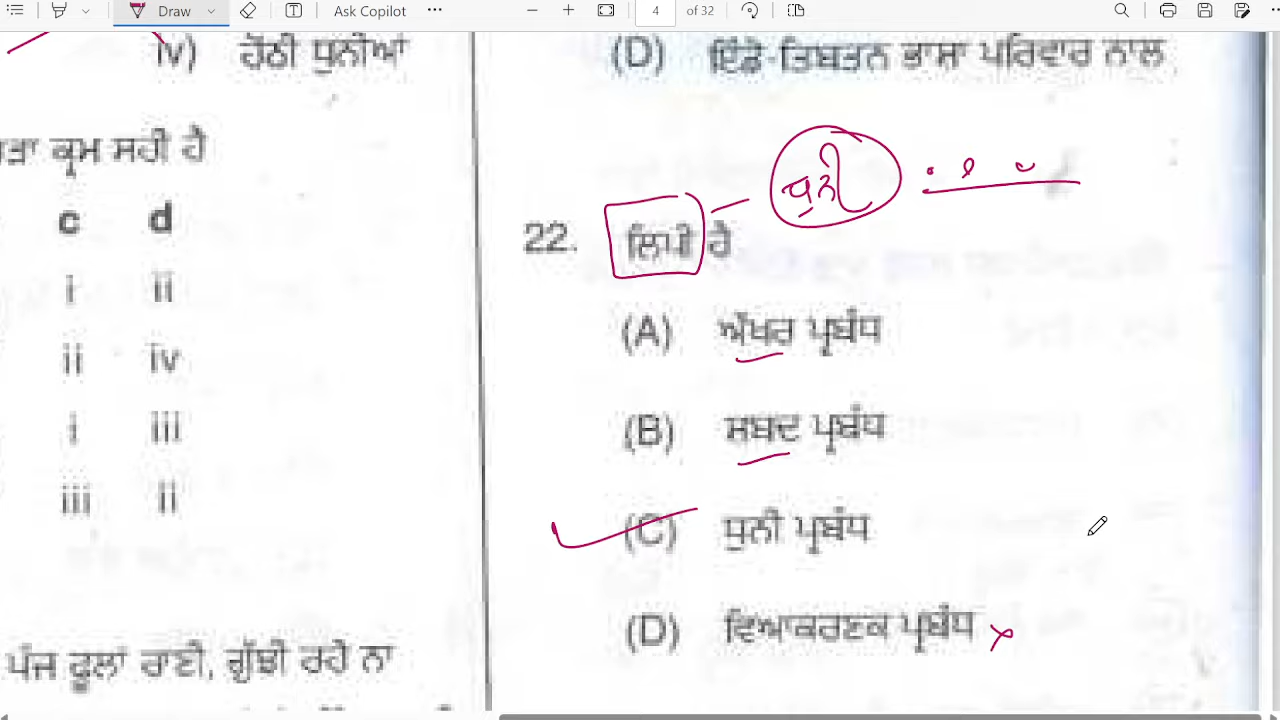 Draw
Ask Copilot
4 of 32
iv) ਹੋਠੀ ਧੁਨੀਆਂ
ਕ੍ਰਮ ਸਹੀ ਹੈ
c d
i ii
ii iv
i iii
iii ii
ਪੰਜ ਫੂਲਾਂ ਰਾਣੀ, ਗੁੱਝੀ ਰਹੇ ਨਾ
(D) ਇੰਡੋ-ਤਿਬਤਨ ਭਾਸ਼ਾ ਪਰਿਵਾਰ ਨਾਲ
ਧੁਨੀ
22. ਲਿਪੀ ਹੈ
(A) ਅੱਖਰ ਪ੍ਰਬੰਧ
(B) ਸ਼ਬਦ ਪ੍ਰਬੰਧ
(C) ਧੁਨੀ ਪ੍ਰਬੰਧ
(D) ਵਿਆਕਰਣਕ ਪ੍ਰਬੰਧ